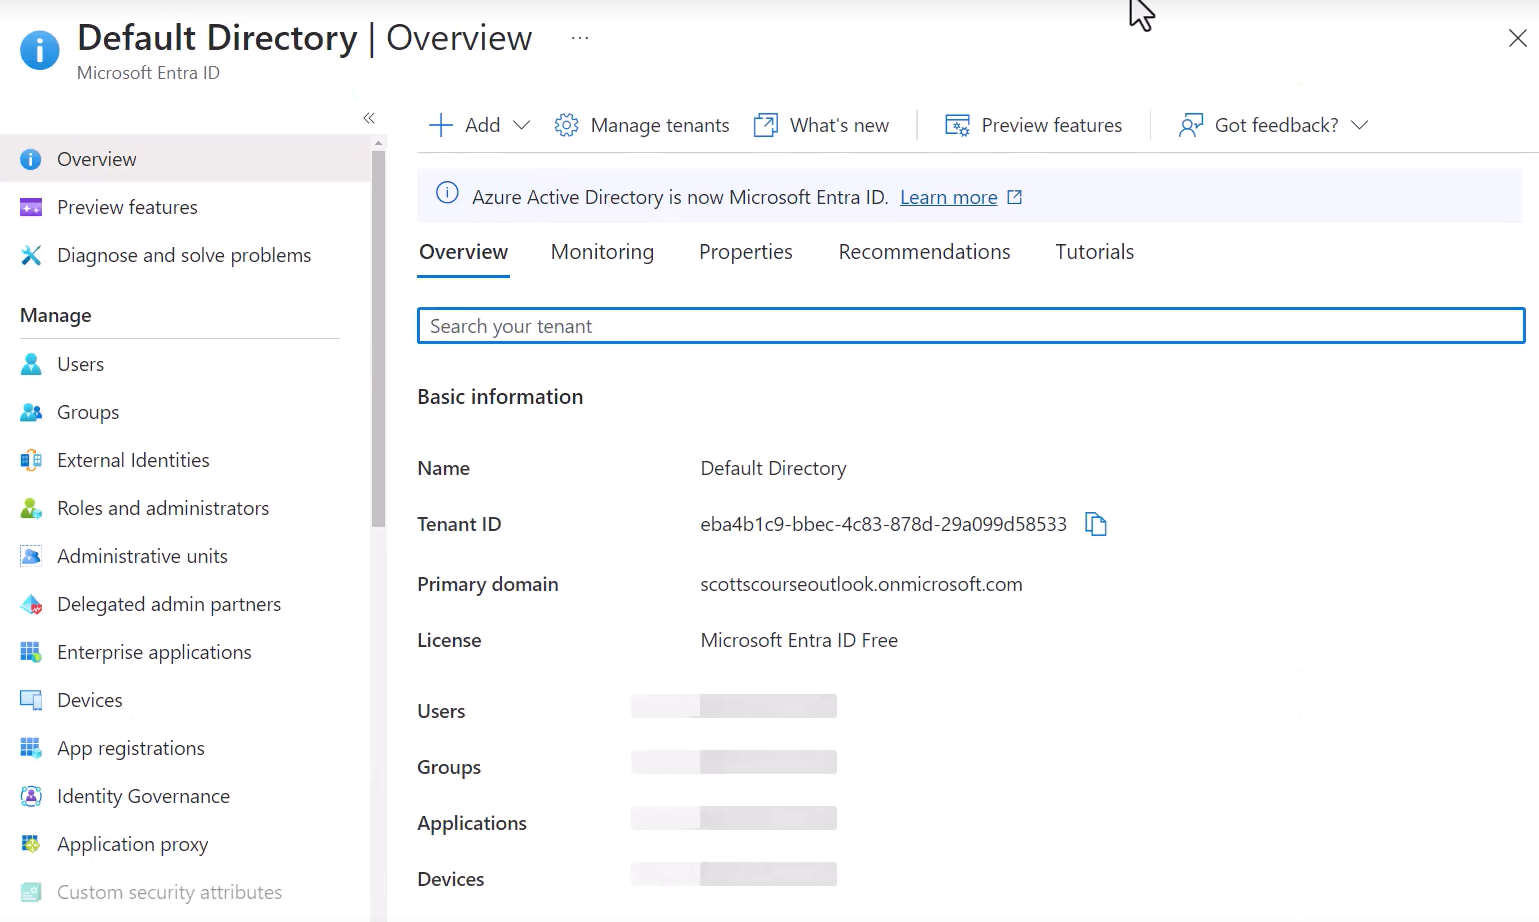 Default Directory | Overview ...
Microsoft Entra ID
«
Overview
Preview features
Diagnose and solve problems
Manage
Users
Groups
External Identities
Roles and administrators
Administrative units
Delegated admin partners
Enterprise applications
Devices
App registrations
Identity Governance
Application proxy
Custom security attributes
Add
Manage tenants
What's new
Preview features
Got feedback?
Azure Active Directory is now Microsoft Entra ID. Learn more
Overview Monitoring Properties Recommendations Tutorials
Search your tenant
Basic information
Name Default Directory
Tenant ID eba4b1c9-bbec-4c83-878d-29a099d58533
Primary domain scottscourseoutlook.onmicrosoft.com
License Microsoft Entra ID Free
Users
Groups
Applications
Devices